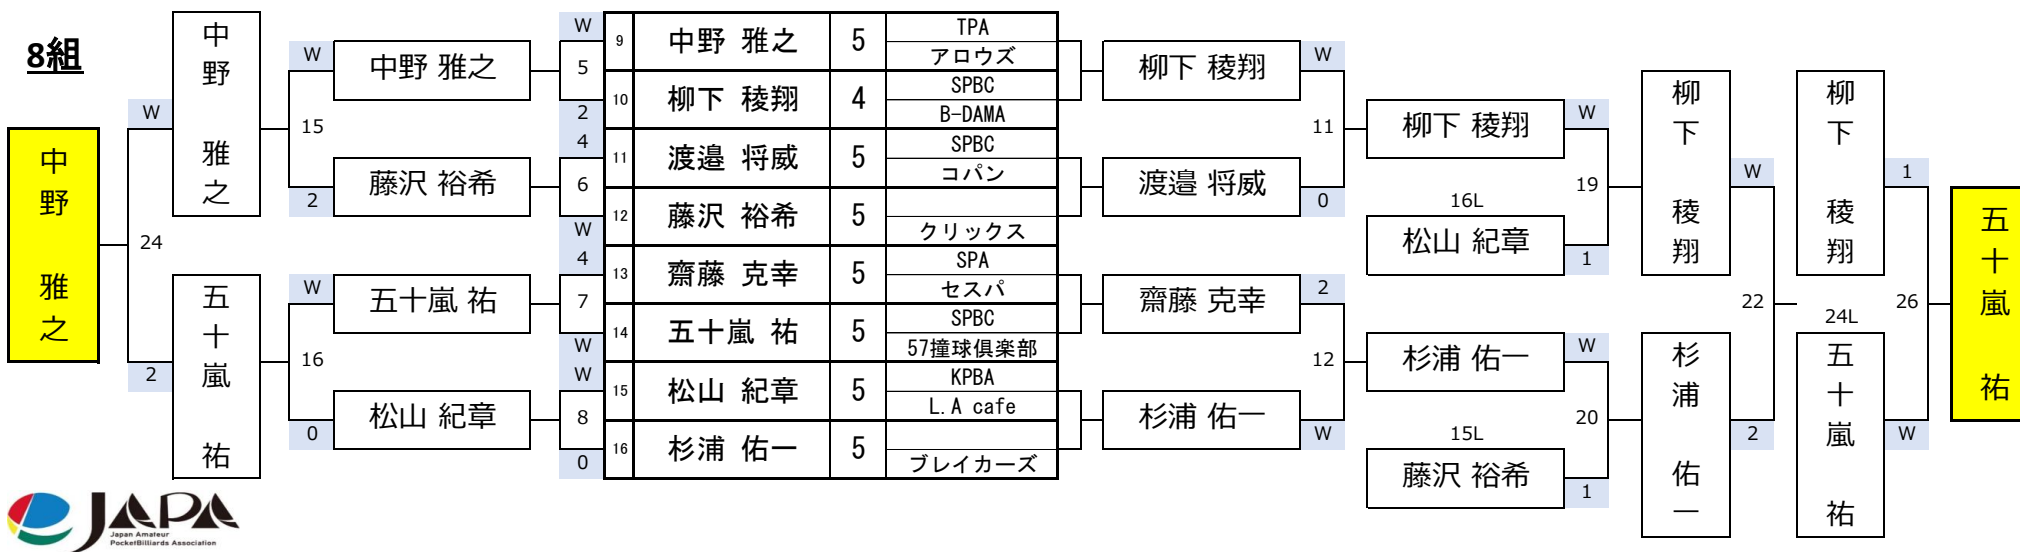 8組
中野 雅之
W
24
2
中野 雅之
五十嵐 祐
W
15
2
W
16
0
中野 雅之
藤沢 裕希
五十嵐 祐
松山 紀章
W
5
2
4
6
W
4
7
W
W
8
0
9 中野 雅之 5 TPA
アロウズ
10 柳下 稜翔 4 SPBC
B-DAMA
11 渡邉 将威 5 SPBC
コパン
12 藤沢 裕希 5
クリックス
13 齋藤 克幸 5 SPA
セスパ
14 五十嵐 祐 5 SPBC
57撞球倶楽部
15 松山 紀章 5 KPBA
L.A cafe
16 杉浦 佑一 5
ブレイカーズ
柳下 稜翔
渡邉 将威
齋藤 克幸
杉浦 佑一
W
11
0
2
12
W
柳下 稜翔
16L
松山 紀章
杉浦 佑一
15L
藤沢 裕希
W
19
1
W
20
1
柳下 稜翔
杉浦 佑一
W
22
2
柳下 稜翔
24L
五十嵐 祐
1
26
W
五十嵐 祐
JAPA
Japan Amateur
PocketBilliards Association